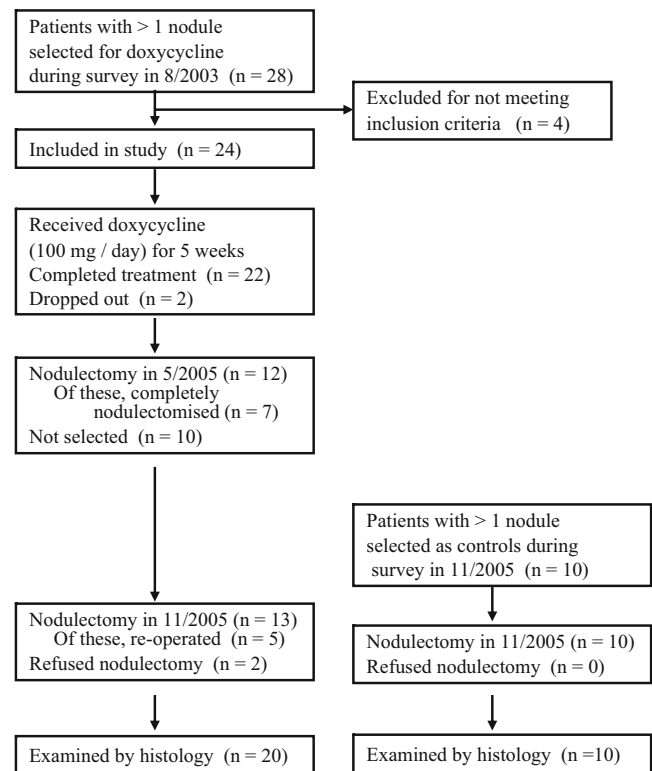 Patients with > 1 nodule
selected for doxycycline
during survey in 8/2003 (n = 28)
Excluded for not meeting
inclusion criteria (n = 4)
Included in study (n = 24)
Received doxycycline
(100 mg / day) for 5 weeks
Completed treatment (n = 22)
Dropped out (n = 2)
Nodulectomy in 5/2005 (n = 12)
Of these, completely
nodulectomised (n = 7)
Not selected (n = 10)
Patients with > 1 nodule
selected as controls during
survey in 11/2005 (n = 10)
Nodulectomy in 11/2005 (n = 13)
Of these, re-operated (n = 5)
Refused nodulectomy (n = 2)
Nodulectomy in 11/2005 (n = 10)
Refused nodulectomy (n = 0)
Examined by histology (n = 20)
Examined by histology (n =10)